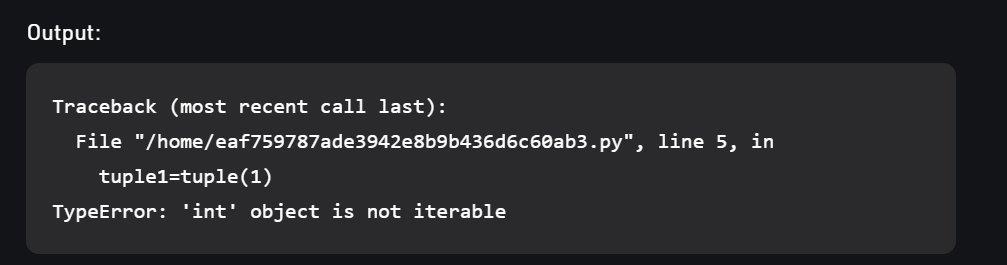 Output:
Traceback (most recent call last):
File "/home/eaf759787ade3942e8b9b436d6c60ab3.py", line 5, in
tuple1=tuple(1)
TypeError: 'int' object is not iterable